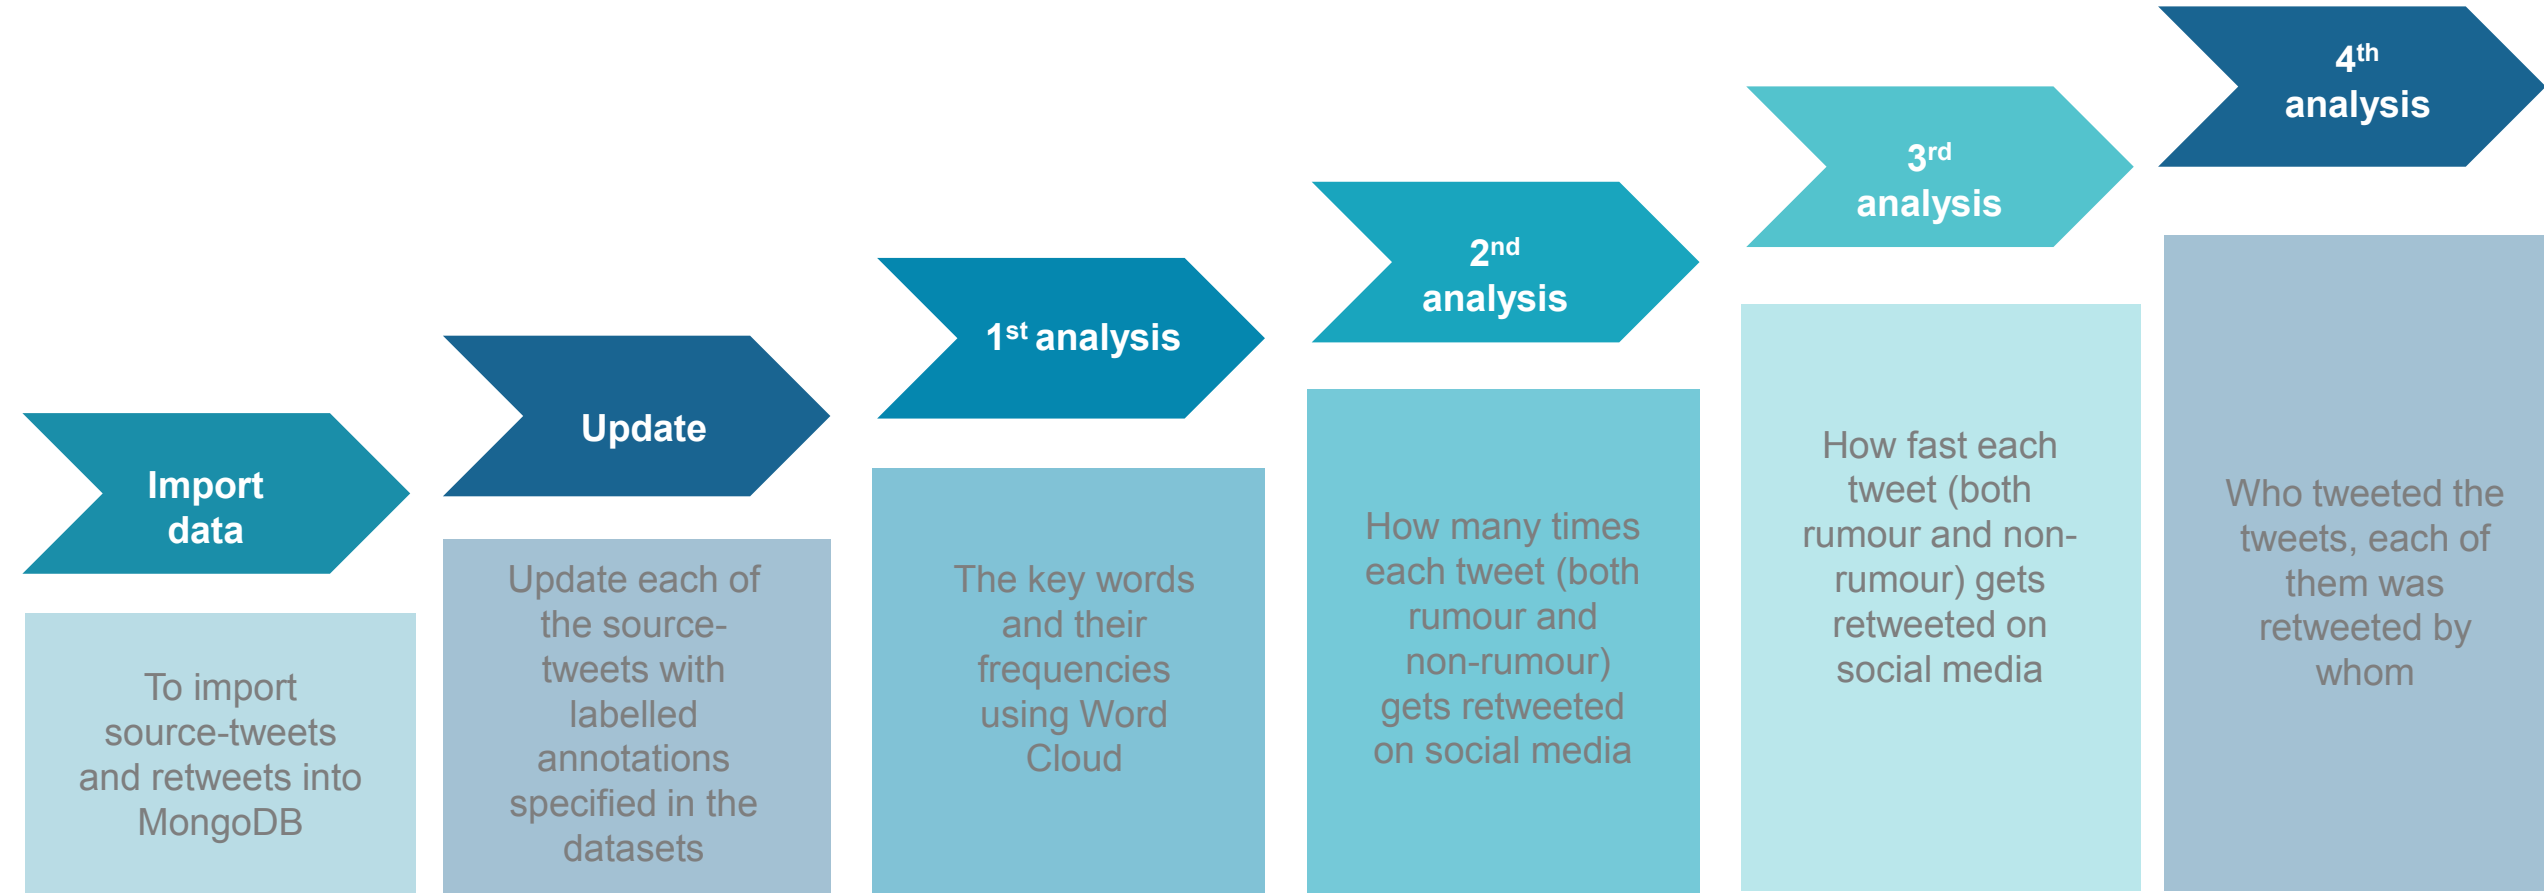 Import
data
To import
source-tweets
and retweets into
MongoDB
Update
Update each of
the source-
tweets with
labelled
annotations
specified in the
datasets
1st analysis
The key words
and their
frequencies
using Word
Cloud
2nd
analysis
How many times
each tweet (both
rumour and
non-rumour)
gets retweeted
on social media
3rd
analysis
How fast each
tweet (both
rumour and non-
rumour) gets
retweeted on
social media
4th
analysis
Who tweeted the
tweets, each of
them was
retweeted by
whom